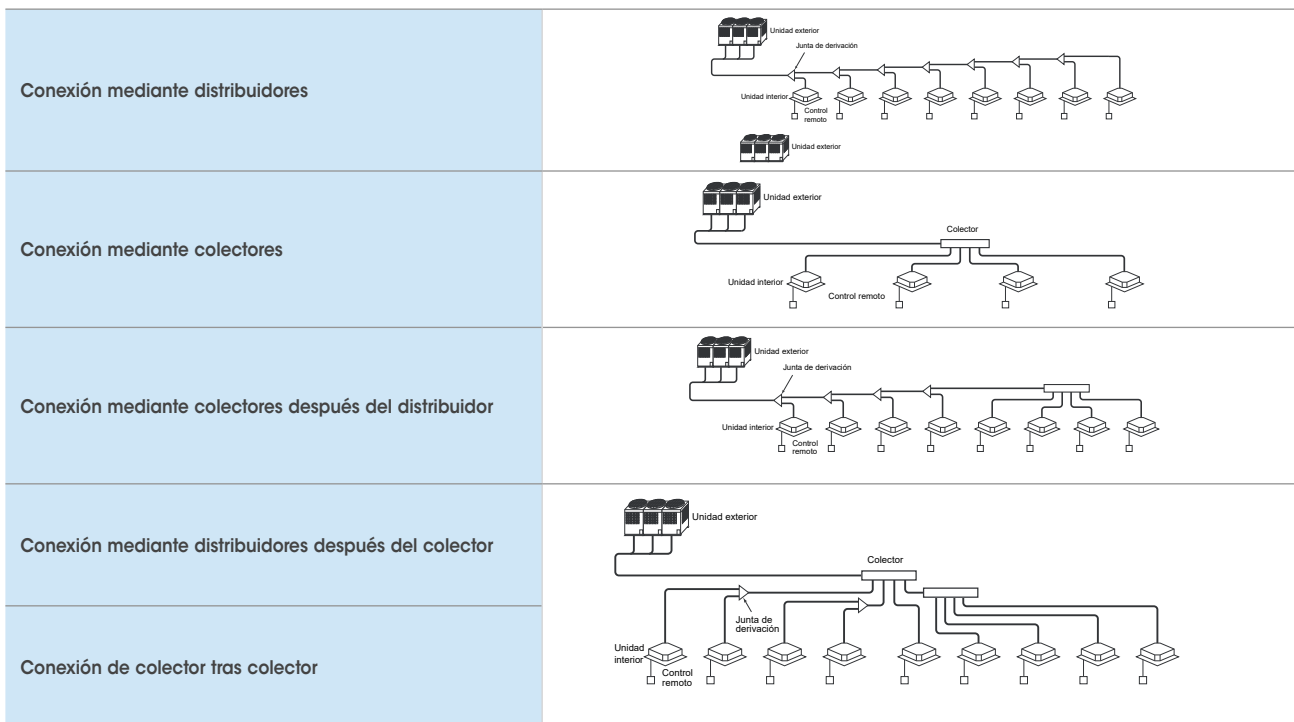 Conexión mediante distribuidores
Unidad exterior
Junta de derivación
Unidad interior
Control
remoto
Unidad exterior
Conexión mediante colectores
Unidad exterior
Colector
Unidad interior
Control remoto
Conexión mediante colectores después del distribuidor
Unidad exterior
Junta de derivación
Unidad interior
Control
remoto
Conexión mediante distribuidores después del colector
Unidad exterior
Colector
Junta de
derivación
Unidad
interior
Control
remoto
Conexión de colector tras colector